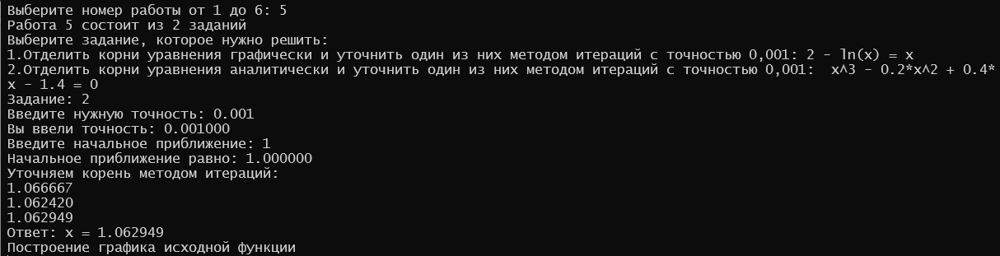 Выберите номер работы от 1 до 6: 5
Работа 5 состоит из 2 заданий
Выберите задание, которое нужно решить:
1.Отделить корни уравнения графически и уточнить один из них методом итераций с точностью 0,001: 2 - ln(x) = x
2.Отделить корни уравнения аналитически и уточнить один из них методом итераций с точностью 0,001:  x^3 - 0.2*x^2 + 0.4*
x - 1.4 = 0
Задание: 2
Введите нужную точность: 0.001
Вы ввели точность: 0.001000
Введите начальное приближение: 1
Начальное приближение равно: 1.000000
Уточняем корень методом итераций:
1.066667
1.062420
1.062949
Ответ: x = 1.062949
Построение графика исходной функции